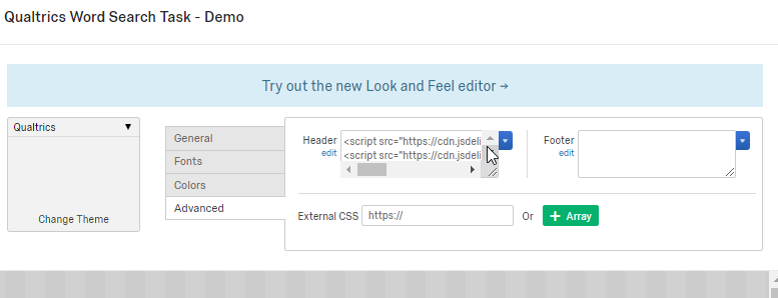 Qualtrics Word Search Task - Demo
Try out the new Look and Feel editor →
Qualtrics
Change Theme
General
Fonts
Colors
Advanced
Header
edit
<script src="https://cdn.jsdeli
<script src="https://cdn.jsdeli
Footer
edit
External CSS
https://
Or
+ Array